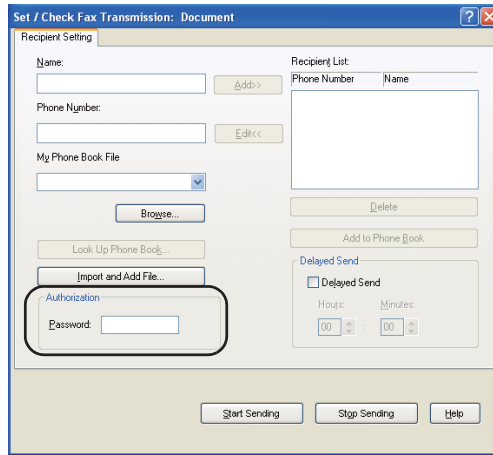 Set / Check Fax Transmission: Document
Recipient Setting
Name:
Add>>
Phone Number:
Edit<<
My Phone Book File
Browse...
Look Up Phone Book...
Import and Add File...
Authorization
Password:
Recipient List:
Phone Number Name
Delete
Add to Phone Book
Delayed Send
Delayed Send
Hours: Minutes:
00 : 00
Start Sending Stop Sending Help